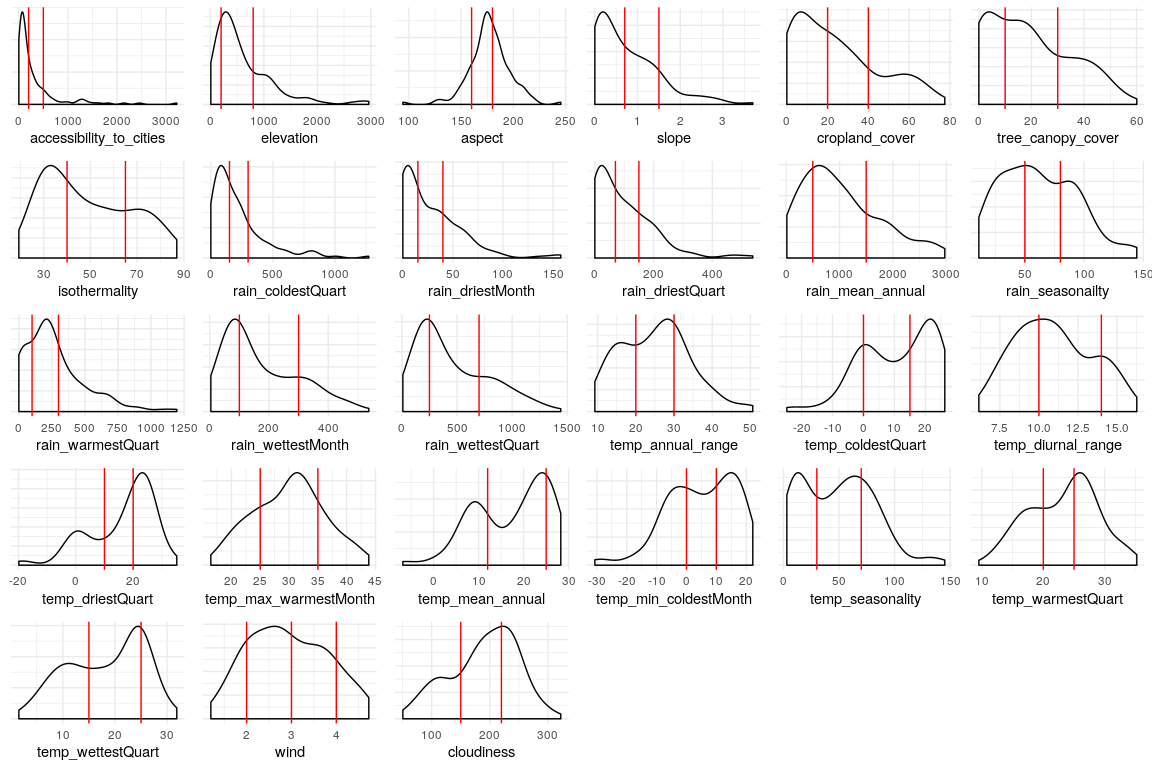 0 1000 2000 3000 0 1000 2000 3000 100 150 200 250 0 1 2 3 0 20 40 60 80 0 20 40 60
accessibility_to_cities elevation aspect slope cropland_cover tree_canopy_cover
30 50 70 90 0 500 1000 0 50 100 150 0 200 400 0 1000 2000 3000 50 100 150
isothermality rain_coldestQuart rain_driestMonth rain_driestQuart rain_mean_annual rain_seasonailty
0 250 500 750 1000 1250 0 200 400 0 500 1000 1500 10 20 30 40 50 -20 -10 0 10 20 7.5 10.0 12.5 15.0
rain_warmestQuart rain_wettestMonth rain_wettestQuart temp_annual_range temp_coldestQuart temp_diurnal_range
-20 0 20 20 25 30 35 40 45 0 10 20 30 -30 -20 -10 0 10 20 0 50 100 150 10 20 30
temp_driestQuart temp_max_warmestMonth temp_mean_annual temp_min_coldestMonth temp_seasonality temp_warmestQuart
10 20 30 2 3 4 100 200 300
temp_wettestQuart wind cloudiness